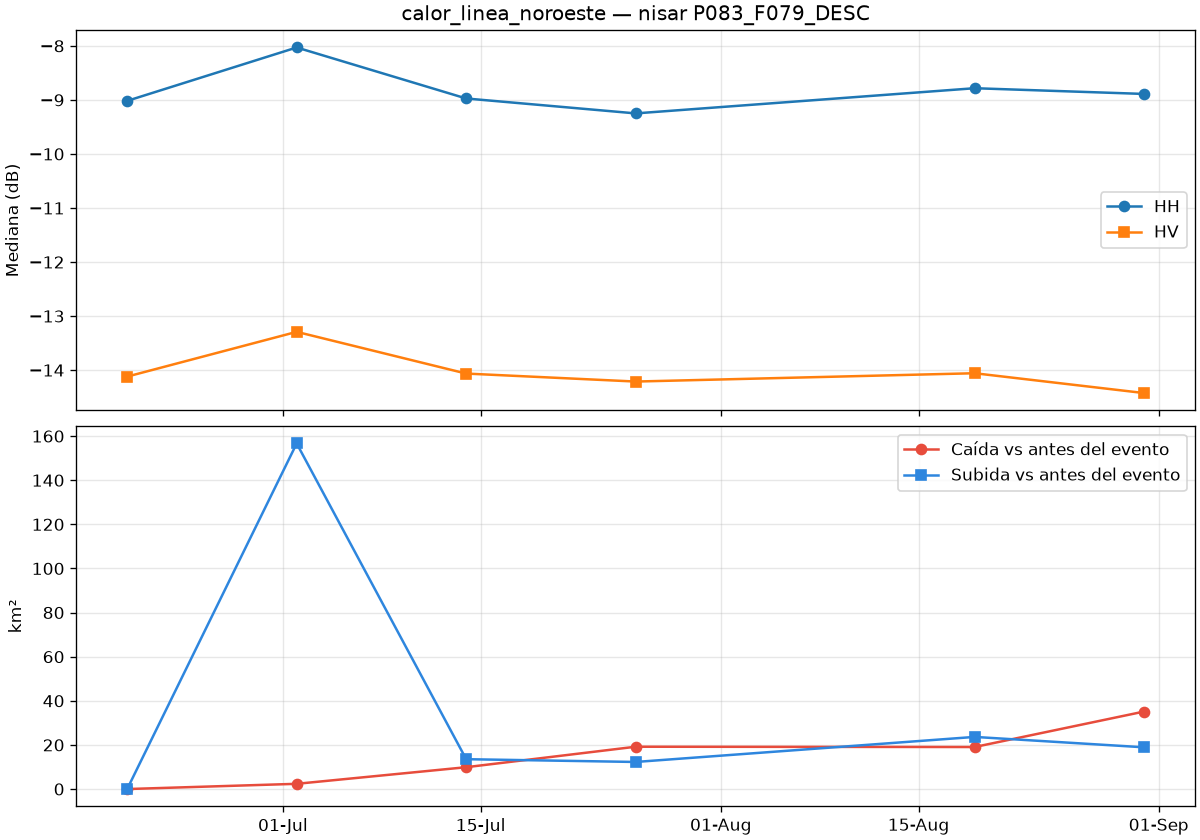 calor_linea_noroeste — nisar P083_F079_DESC
Mediana (dB)
−8
−9
−10
−11
−12
−13
−14
HH
HV
km²
160
140
120
100
80
60
40
20
0
Caída vs antes del evento
Subida vs antes del evento
01-Jul
15-Jul
01-Aug
15-Aug
01-Sep